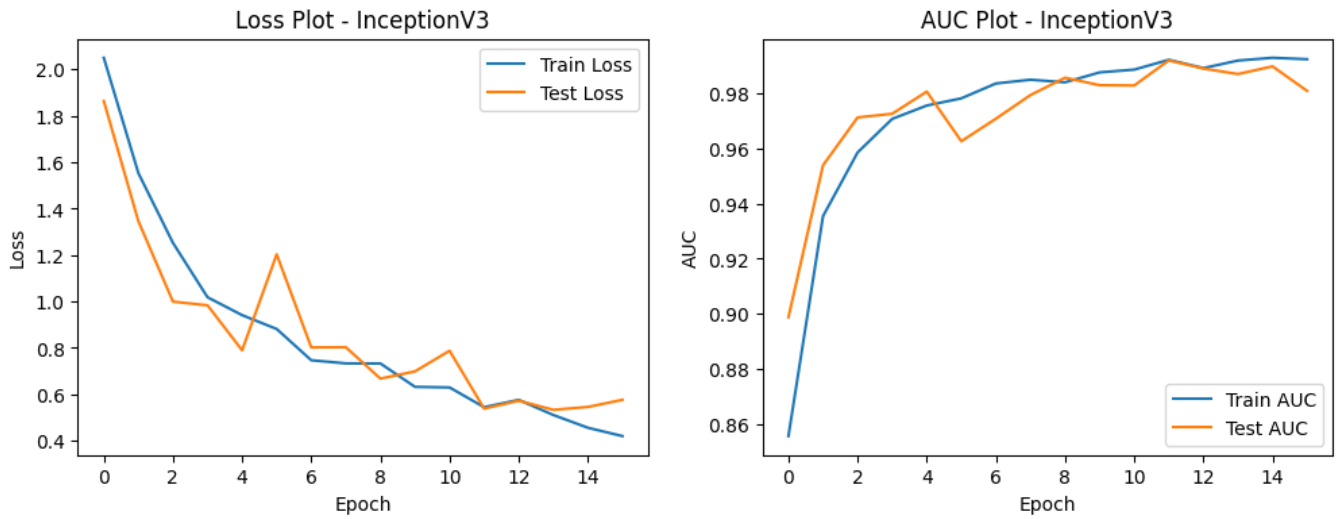 Loss Plot - InceptionV3
2.0
1.8
1.6
1.4
1.2
1.0
0.8
0.6
0.4
Loss
0 2 4 6 8 10 12 14
Epoch
Train Loss
Test Loss
AUC Plot - InceptionV3
0.98
0.96
0.94
0.92
0.90
0.88
0.86
AUC
0 2 4 6 8 10 12 14
Epoch
Train AUC
Test AUC